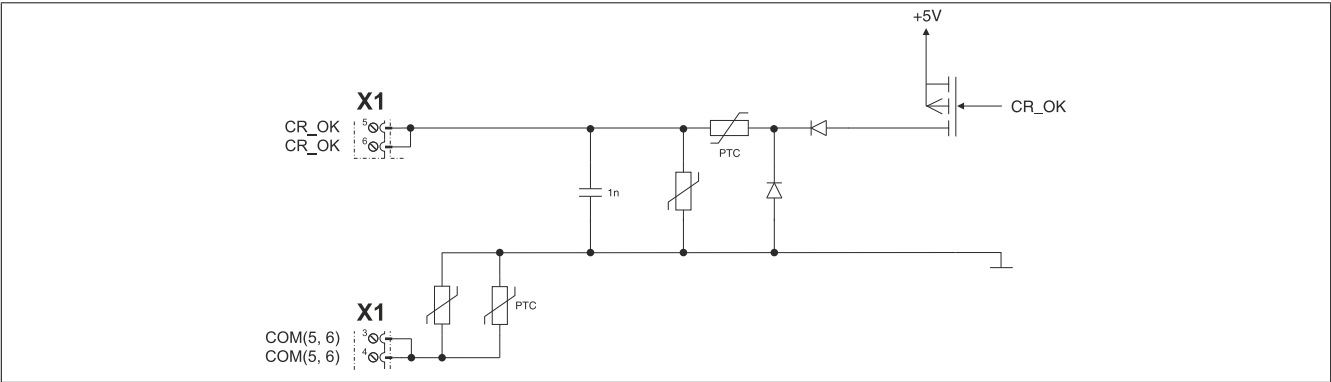 +5V
CR_OK
X1
CR_OK 5
CR_OK 6
PTC
1n
PTC
X1
COM(5, 6) 3
COM(5, 6) 4